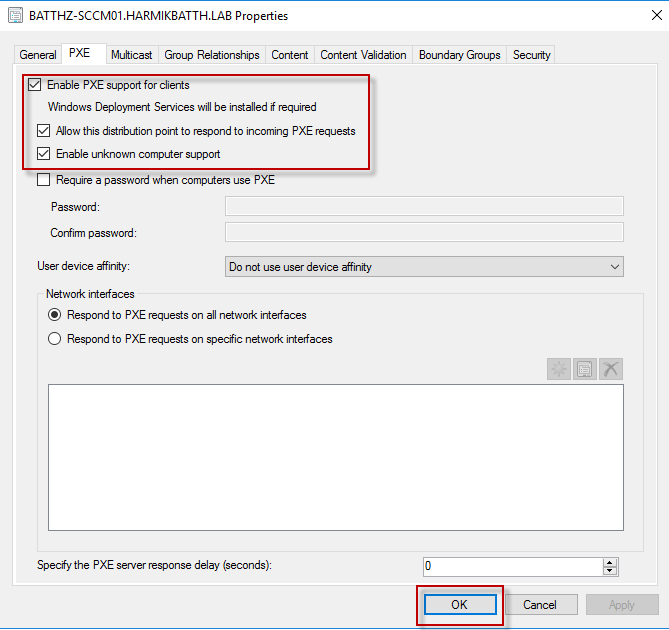 BATTHZ-SCCM01.HARMIKBATTH.LAB Properties
General PXE Multicast Group Relationships Content Content Validation Boundary Groups Security
Enable PXE support for clients
Windows Deployment Services will be installed if required
Allow this distribution point to respond to incoming PXE requests
Enable unknown computer support
Require a password when computers use PXE
Password:
Confirm password:
User device affinity: Do not use user device affinity
Network interfaces
Respond to PXE requests on all network interfaces
Respond to PXE requests on specific network interfaces
Specify the PXE server response delay (seconds): 0
OK Cancel Apply